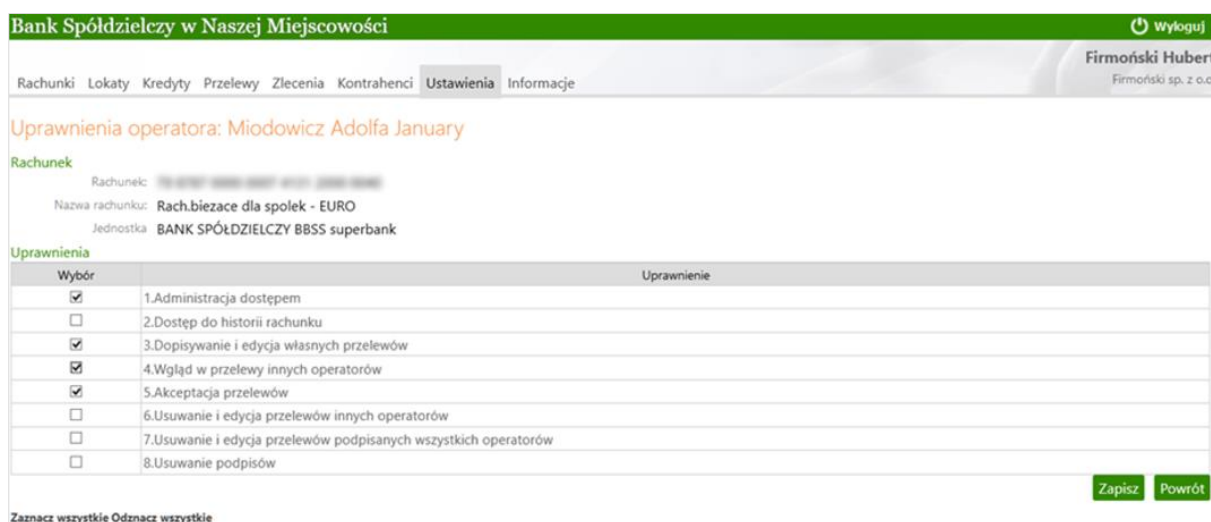 Bank Spółdzielczy w Naszej Miejscowości Wyloguj
Firmoński Hubert
Firmoński sp. z o.o
Rachunki Lokaty Kredyty Przelewy Zlecenia Kontrahenci Ustawienia Informacje
Uprawnienia operatora: Miodowicz Adolfa January
Rachunek
Rachunek:
Nazwa rachunku: Rach.biezace dla spolek - EURO
Jednostka BANK SPÓŁDZIELCZY BBSS superbank
Uprawnienia
Wybór Uprawnienie
1.Administracja dostępem
2.Dostęp do historii rachunku
3.Dopisywanie i edycja własnych przelewów
4.Wgląd w przelewy innych operatorów
5.Akceptacja przelewów
6.Usuwanie i edycja przelewów innych operatorów
7.Usuwanie i edycja przelewów podpisanych wszystkich operatorów
8.Usuwanie podpisów
Zapisz Powrót
Zaznacz wszystkie Odznacz wszystkie